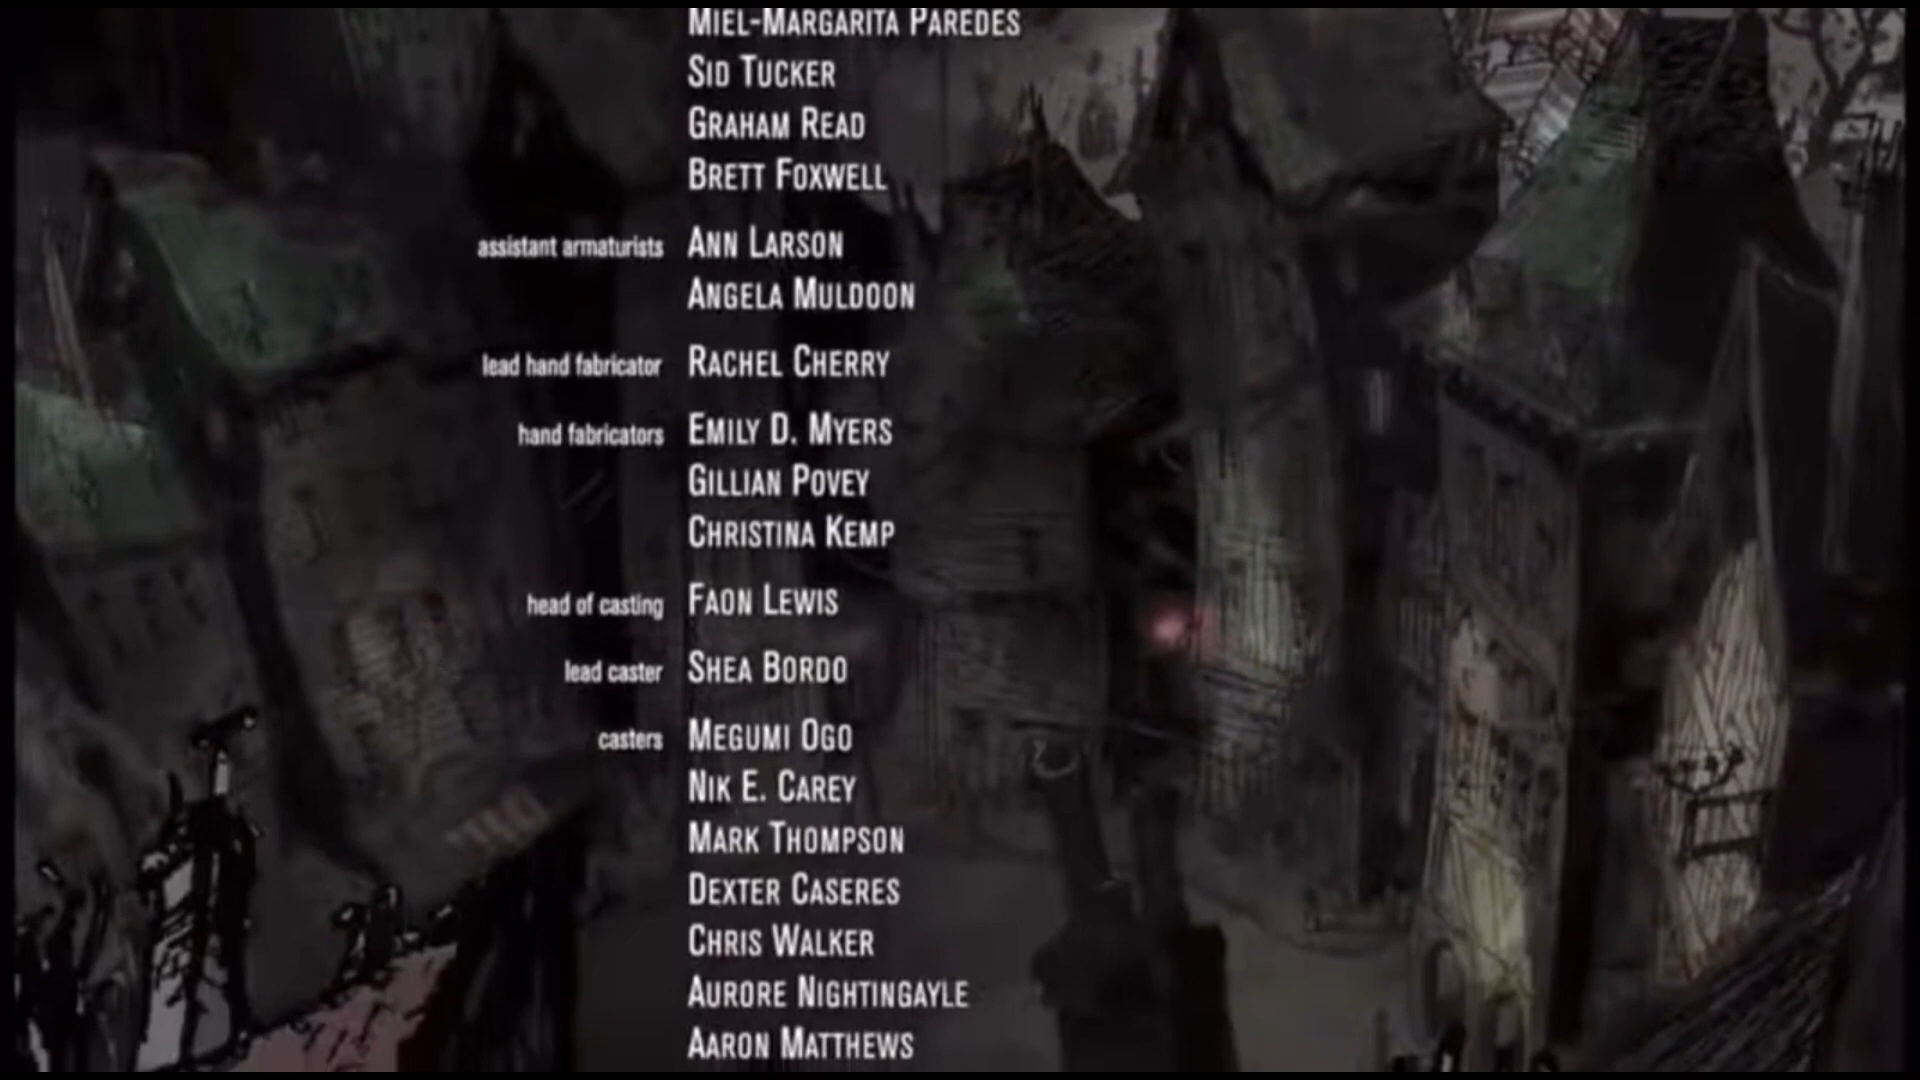 MIEL-MARGARITA PAREDES
SID TUCKER
GRAHAM READ
BRETT FOXWELL
assistant armaturists ANN LARSON
ANGELA MULDOON
lead hand fabricator RACHEL CHERRY
hand fabricators EMILY D. MYERS
GILLIAN POVEY
CHRISTINA KEMP
head of casting FAON LEWIS
lead caster SHEA BORDO
casters MEGUMI OGO
NIK E. CAREY
MARK THOMPSON
DEXTER CASERES
CHRIS WALKER
AURORE NIGHTINGAYLE
AARON MATTHEWS